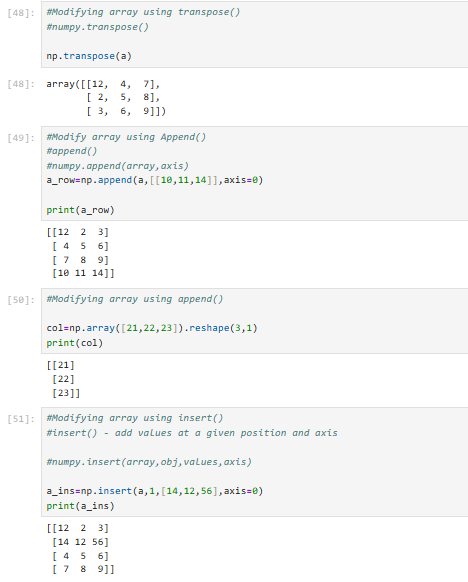 [48]: #Modifying array using transpose()
#numpy.transpose()
np.transpose(a)
[48]: array([[12, 4, 7],
[ 2, 5, 8],
[ 3, 6, 9]])
[49]: #Modify array using Append()
#append()
#numpy.append(array,axis)
a_row=np.append(a,[[10,11,14]],axis=0)
print(a_row)
[[12 2 3]
[ 4 5 6]
[ 7 8 9]
[10 11 14]]
[50]: #Modifying array using append()
col=np.array([21,22,23]).reshape(3,1)
print(col)
[[21]
[22]
[23]]
[51]: #Modifying array using insert()
#insert() - add values at a given position and axis
#numpy.insert(array,obj,values,axis)
a_ins=np.insert(a,1,[14,12,56],axis=0)
print(a_ins)
[[12 2 3]
[14 12 56]
[ 4 5 6]
[ 7 8 9]]